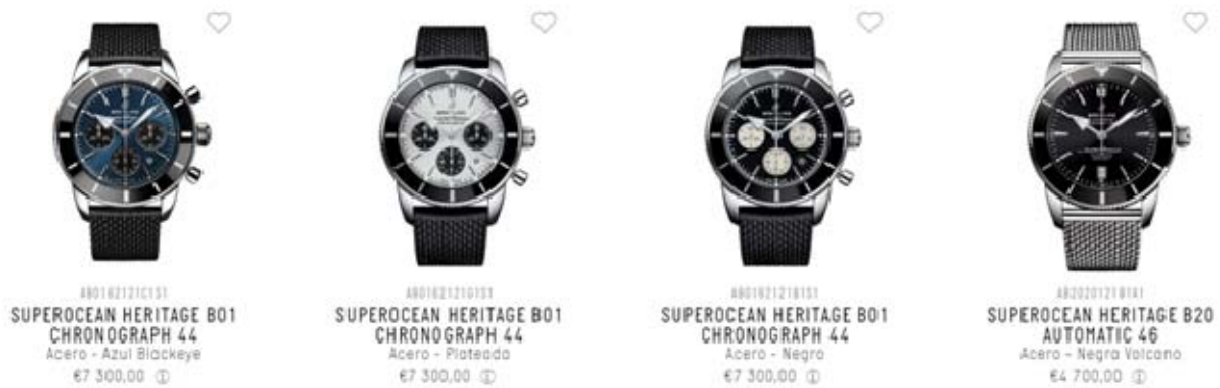 SUPEROCEAN HERITAGE B01
CHRONOGRAPH 44
Acero - Azul Blackeye
€7 300,00
SUPEROCEAN HERITAGE B01
CHRONOGRAPH 44
Acero - Plateado
€7 300,00
SUPEROCEAN HERITAGE B01
CHRONOGRAPH 44
Acero - Negro
€7 300,00
AB2020121B1A1
SUPEROCEAN HERITAGE B20
AUTOMATIC 46
Acero - Negro Volcano
€4 700,00